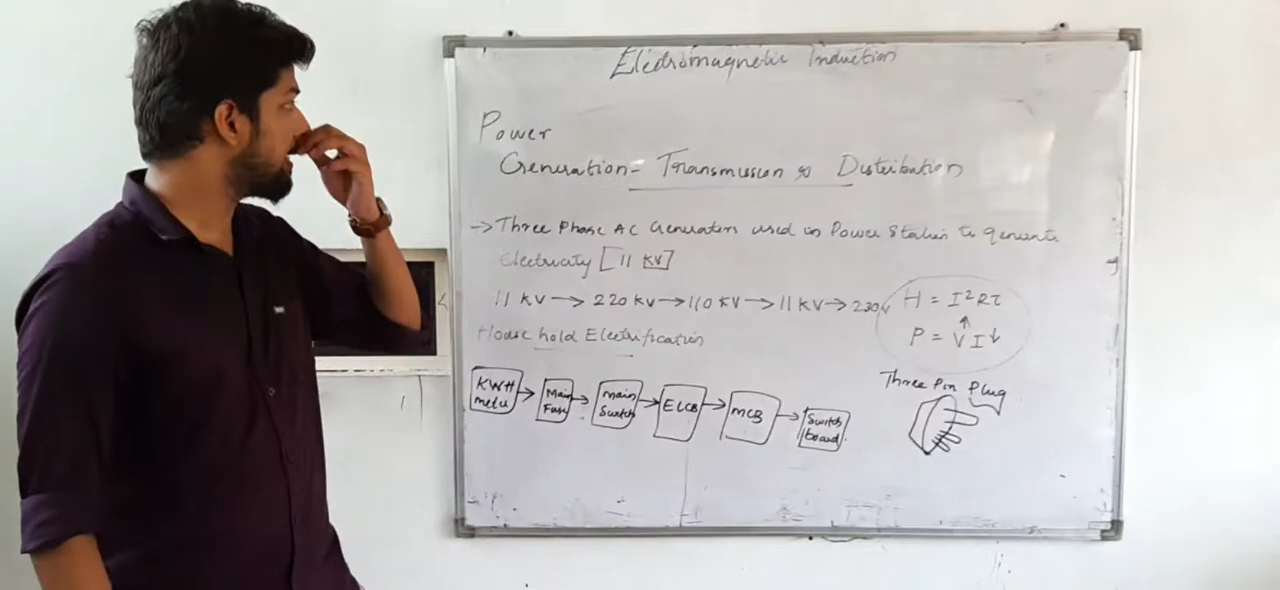 Electromagnetic Induction
Power
Generation - Transmission & Distribution
→ Three Phase AC Generators used in Power Station to generate
Electricity [11 KV]
11 KV → 220 KV → 110 KV → 11 KV → 230V
H = I²Rt
P = V↑ I↓
House hold Electrification
KWH meter → Main Fuse → main Switch → ELCB → MCB → Switch board.
Three Pin Plug